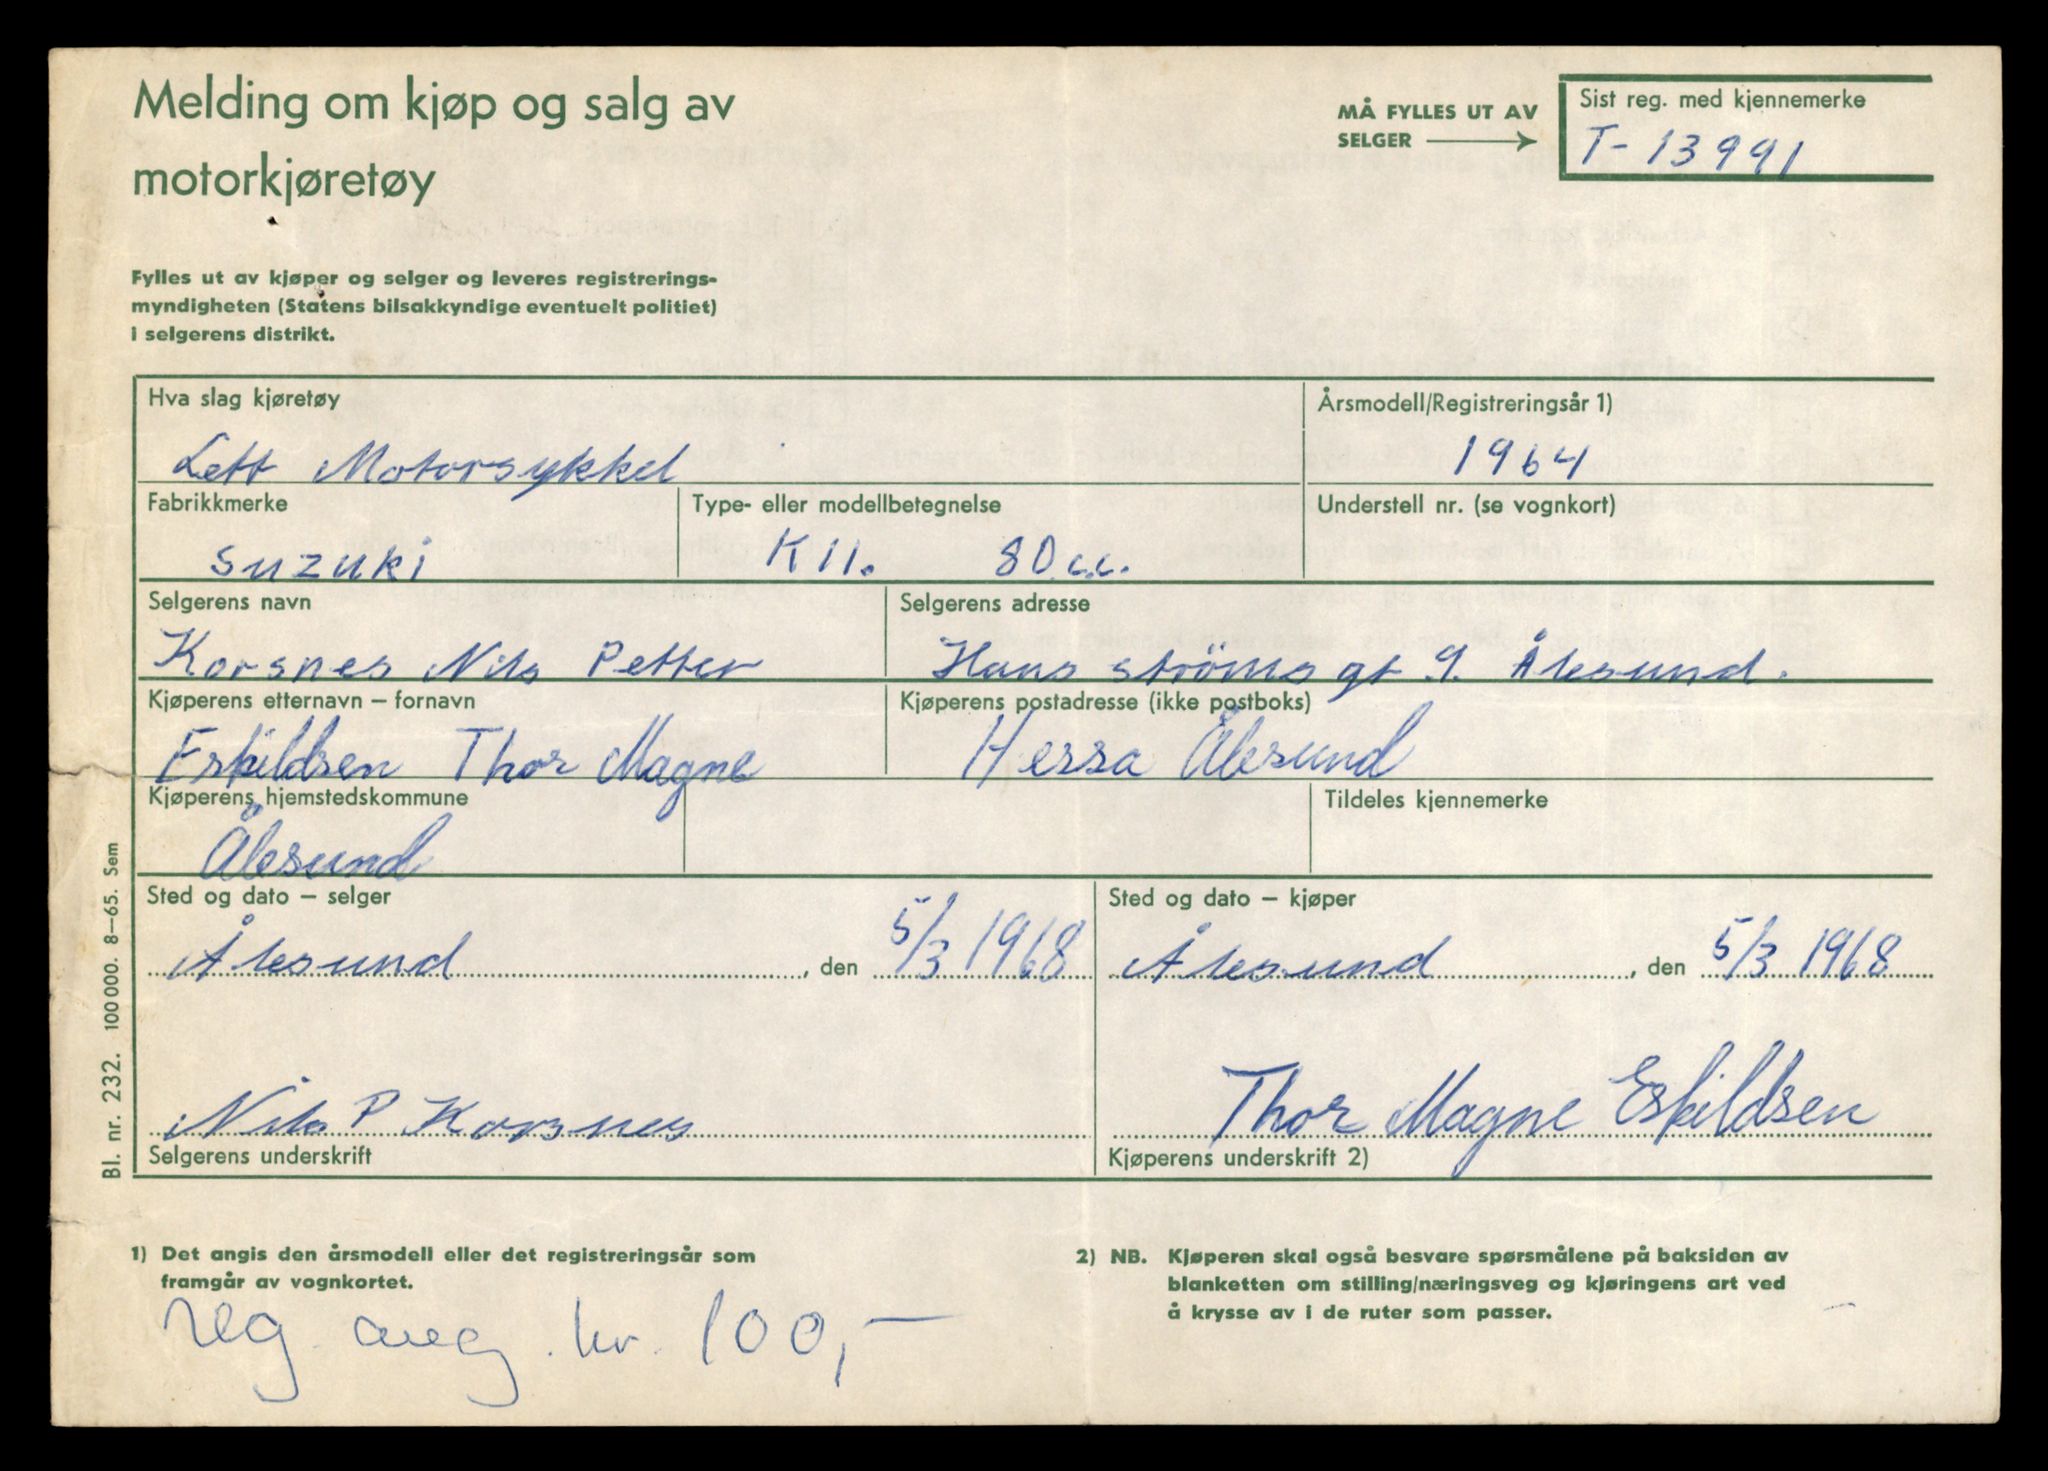 Melding om kjøp og salg av
motorkjøretøy
MÅ FYLLES UT AV
SELGER
Sist reg. med kjennemerke
T-13991
Fylles ut av kjøper og selger og leveres registrerings-
myndigheten (Statens bilsakkyndige eventuelt politiet)
i selgerens distrikt.
Hva slag kjøretøy
Årsmodell/Registreringsår 1)
Lett Motorsykkel
1964
Fabrikkmerke
Type- eller modellbetegnelse
Understell nr. (se vognkort)
Suzuki
K11. 80 c.c.
Selgerens navn
Selgerens adresse
Korsnes Nils Petter
Hans Ströms gt 9. Ålesund.
Kjøperens etternavn – fornavn
Kjøperens postadresse (ikke postboks)
Eskildsen Thor Magne
Hessa Ålesund
Kjøperens hjemstedskommune
Tildeles kjennemerke
Ålesund
Sted og dato – selger
Sted og dato – kjøper
Ålesund, den 5/3 1968
Ålesund, den 5/3 1968
Nils P Korsnes
Thor Magne Eskildsen
Selgerens underskrift
Kjøperens underskrift 2)
Bl. nr. 232. 100 000. 8–65. Sem
1) Det angis den årsmodell eller det registreringsår som
framgår av vognkortet.
2) NB. Kjøperen skal også besvare spørsmålene på baksiden av
blanketten om stilling/næringsveg og kjøringens art ved
å krysse av i de ruter som passer.
reg. avg. kr. 100,-